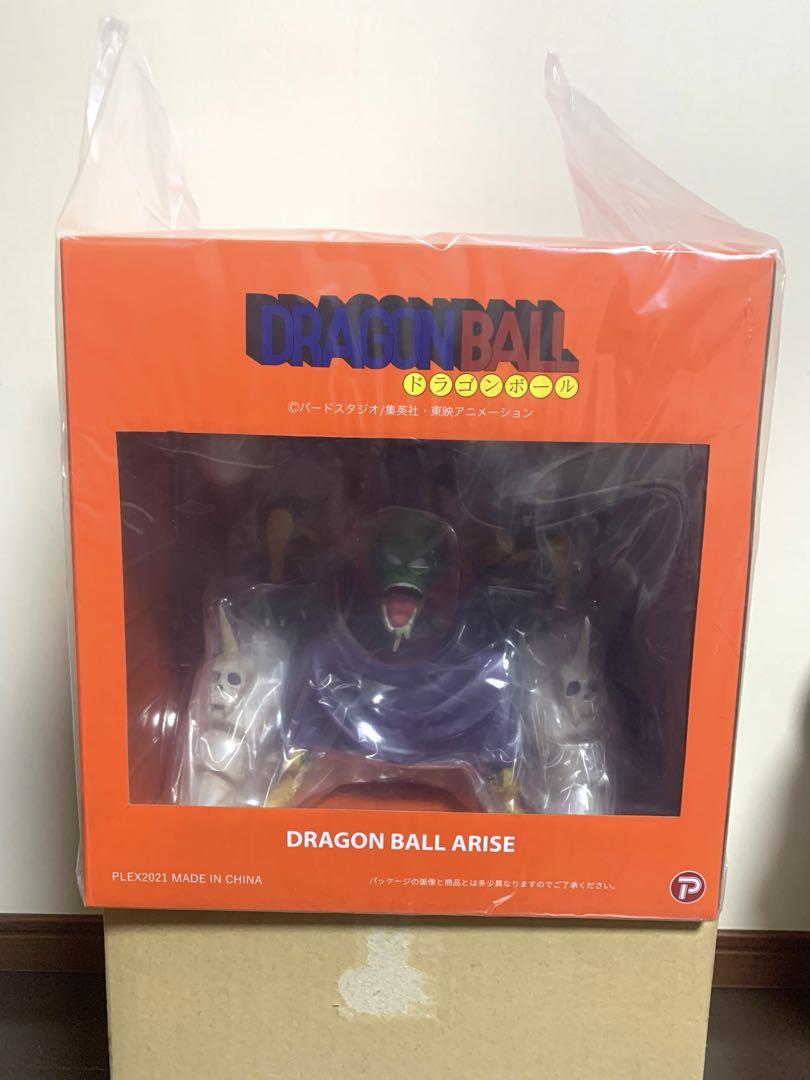 DRAGON BALL
ドラゴンボール
©バードスタジオ/集英社・東映アニメーション
DRAGON BALL ARISE
PLEX2021 MADE IN CHINA
パッケージの画像と商品とは多少異なりますのでご了承ください。
P